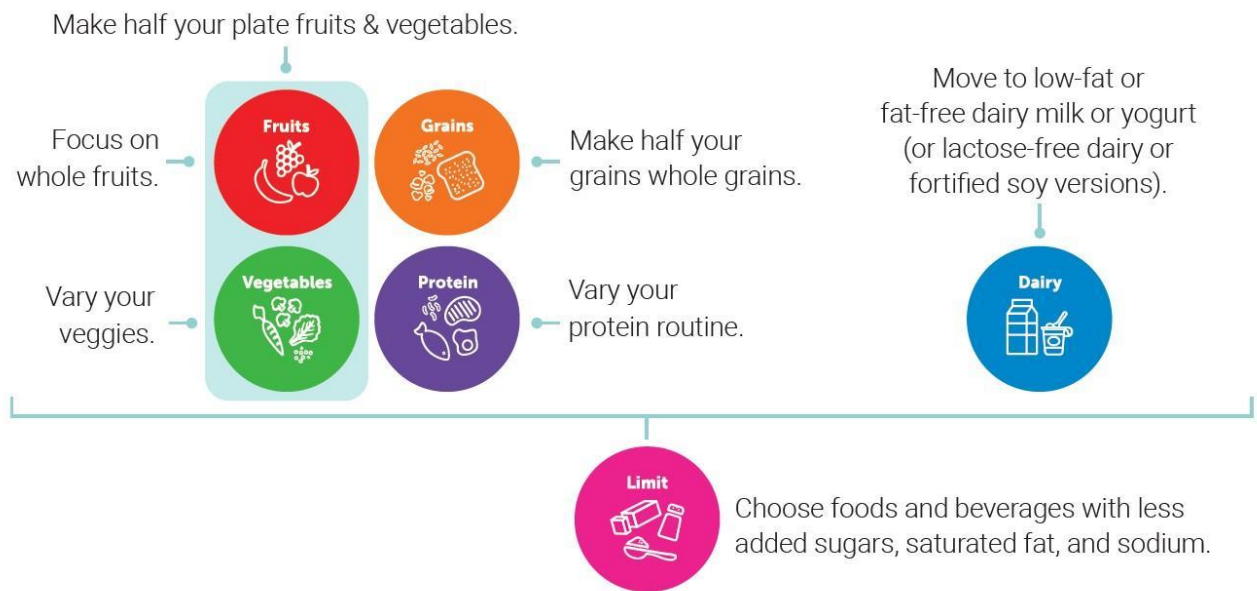 Make half your plate fruits & vegetables.
Fruits
Focus on
whole fruits.
Grains
Make half your
grains whole grains.
Vegetables
Vary your
veggies.
Protein
Vary your
protein routine.
Move to low-fat or
fat-free dairy milk or yogurt
(or lactose-free dairy or
fortified soy versions).
Dairy
Limit
Choose foods and beverages with less
added sugars, saturated fat, and sodium.